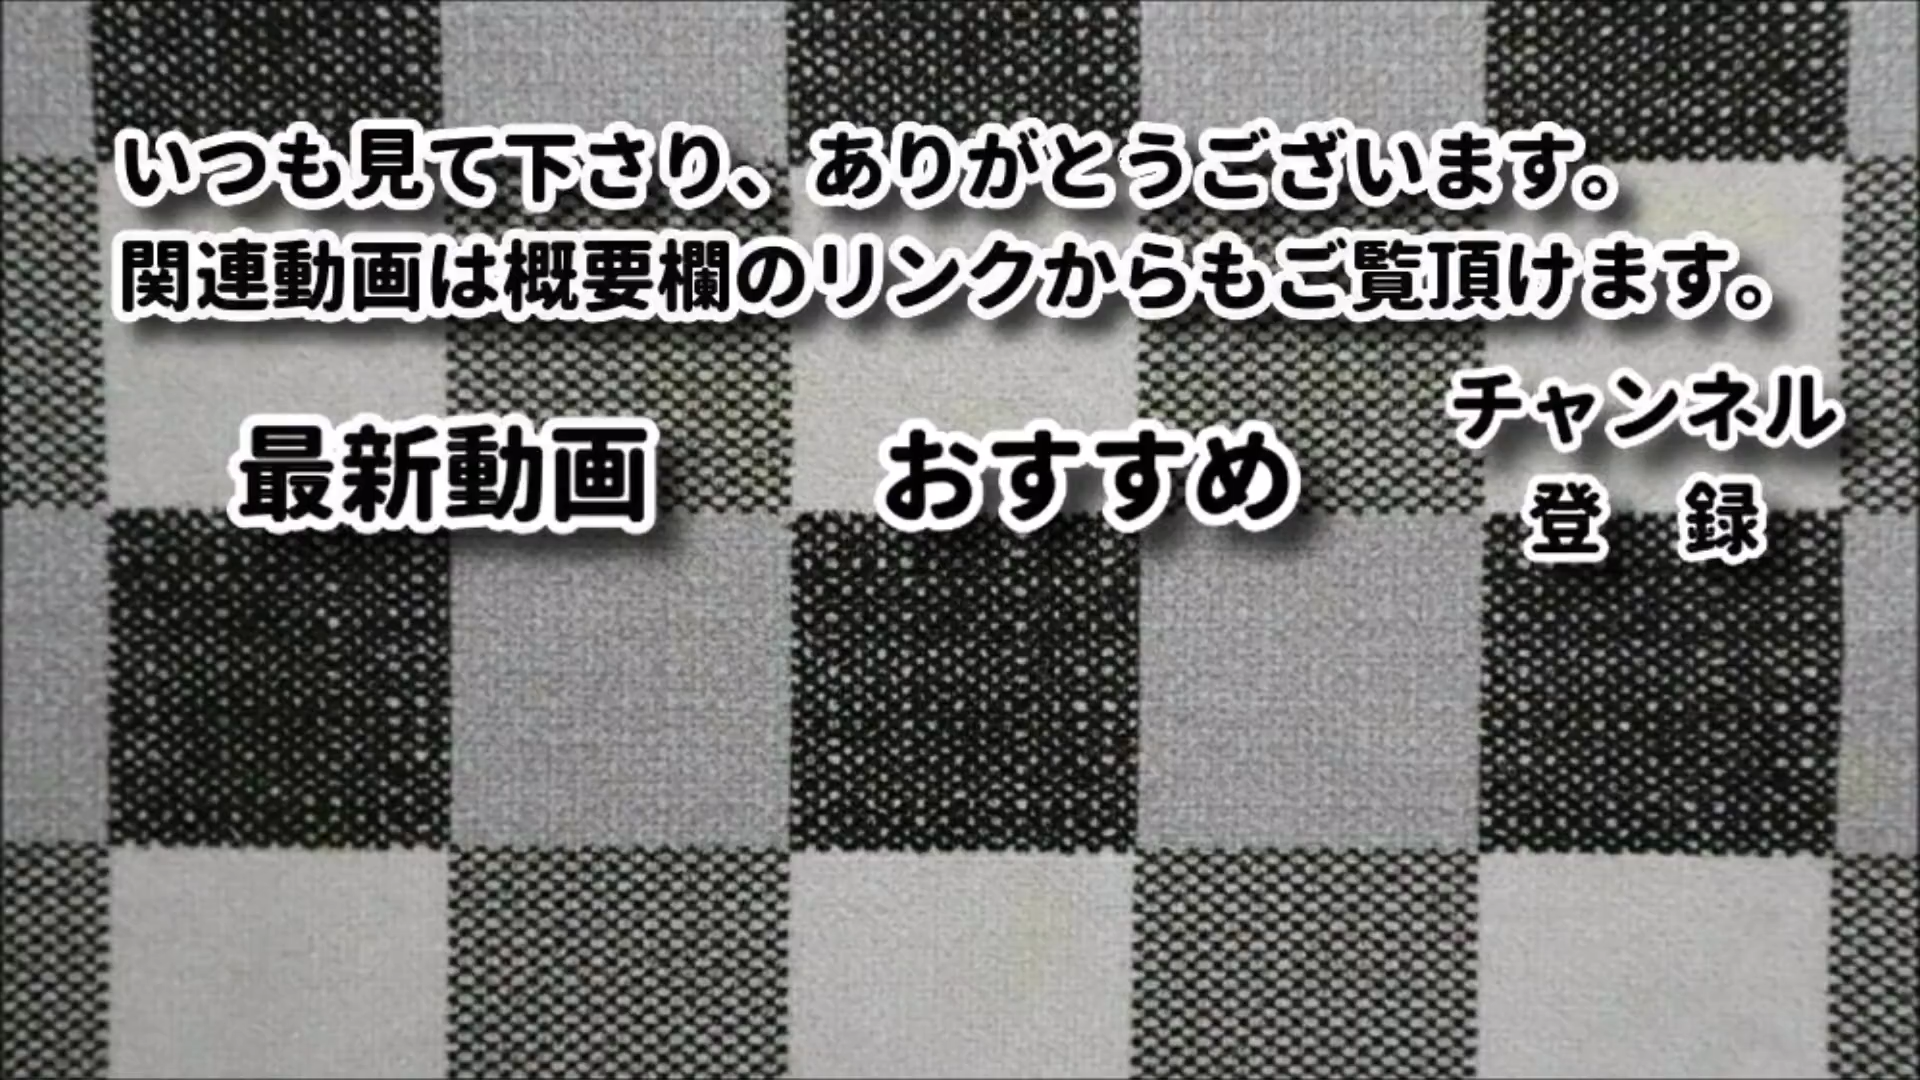 いつも見て下さり、ありがとうございます。
関連動画は概要欄のリンクからもご覧頂けます。
最新動画
おすすめ
チャンネル
登　録